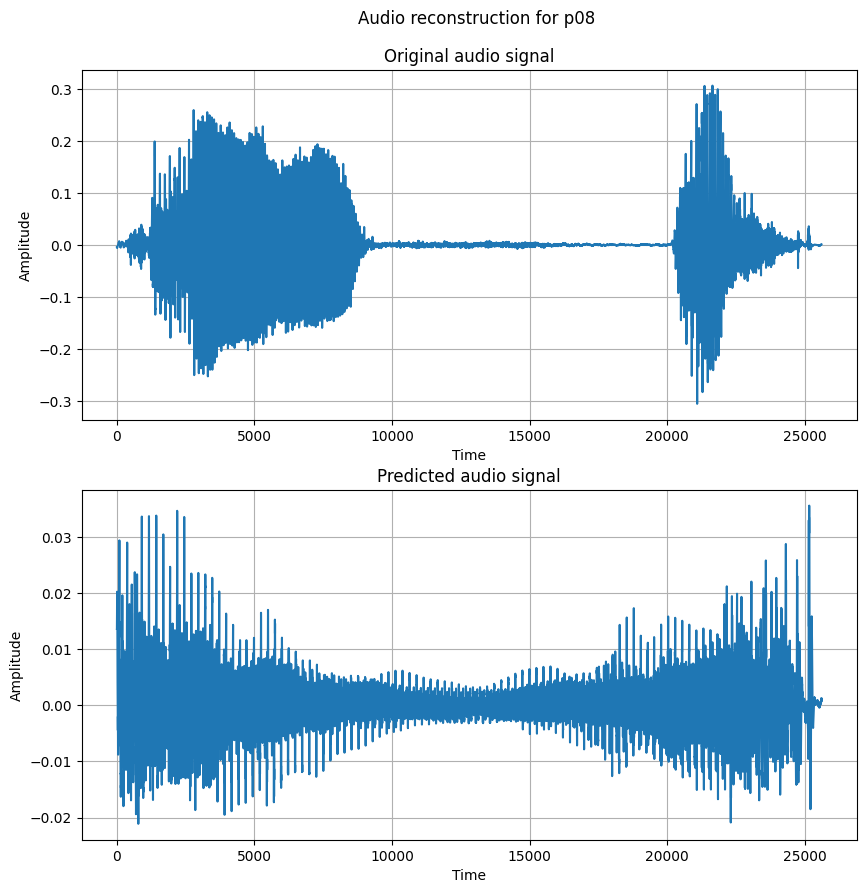 Audio reconstruction for p08
Original audio signal
Amplitude
0.3
0.2
0.1
0.0
−0.1
−0.2
−0.3
0 5000 10000 15000 20000 25000
Time
Predicted audio signal
Amplitude
0.03
0.02
0.01
0.00
−0.01
−0.02
0 5000 10000 15000 20000 25000
Time